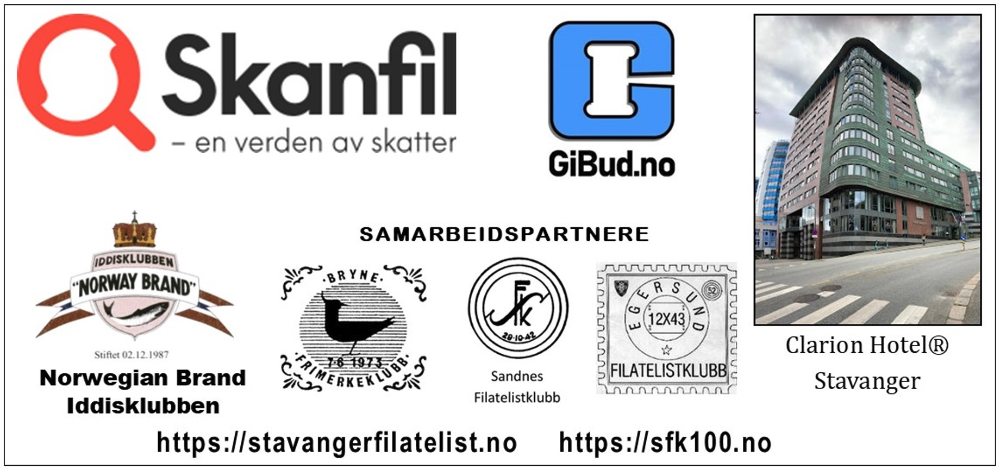 Skanfil
– en verden av skatter
GiBud.no
SAMARBEIDSPARTNERE
IDDISKLUBBEN
"NORWAY BRAND"
Stiftet 02.12.1987
Norwegian Brand
Iddisklubben
·BRYNE·
7-6 1973
·FRIMERKEKLUBB·
FK
29·10·42
Sandnes
Filatelistklubb
52
EGERSUND
12X43
FILATELISTKLUBB
Clarion Hotel®
Stavanger
https://stavangerfilatelist.no https://sfk100.no